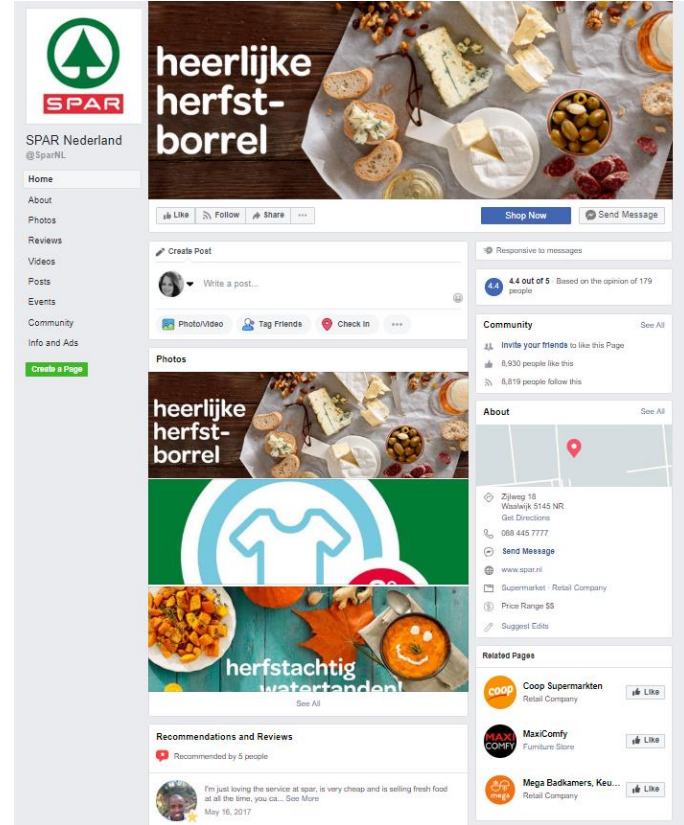 SPAR
SPAR Nederland
@SparNL
Home
About
Photos
Reviews
Videos
Posts
Events
Community
Info and Ads
Create a Page
heerlijke
herfst-
borrel
Like
Follow
Share
Shop Now
Send Message
Create Post
Write a post...
Photo/Video
Tag Friends
Check In
Photos
heerlijke
herfst-
borrel
herfstachtig
watertanden!
See All
Recommendations and Reviews
Recommended by 5 people
I'm just loving the service at spar, is very cheap and is selling fresh food
at all the time, you ca... See More
May 16, 2017
Responsive to messages
4.4
4.4 out of 5 · Based on the opinion of 179
people
Community
See All
Invite your friends to like this Page
8,930 people like this
8,819 people follow this
About
See All
Zijlweg 18
Waalwijk 5145 NR
Get Directions
088 445 7777
Send Message
www.spar.nl
Supermarket · Retail Company
Price Range $$
Suggest Edits
Related Pages
coop
Coop Supermarkten
Retail Company
Like
MAXI
COMFY
MaxiComfy
Furniture Store
Like
mega
Mega Badkamers, Keu...
Retail Company
Like